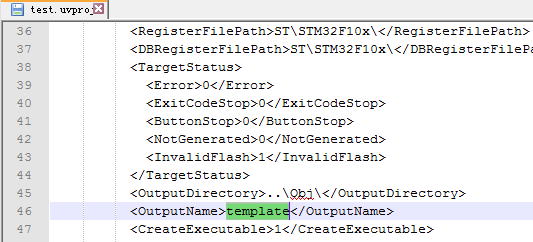 test.uvproj
36 <RegisterFilePath>ST\STM32F10x\</RegisterFilePath>
37 <DBRegisterFilePath>ST\STM32F10x\</DBRegisterFilePa
38 <TargetStatus>
39 <Error>0</Error>
40 <ExitCodeStop>0</ExitCodeStop>
41 <ButtonStop>0</ButtonStop>
42 <NotGenerated>0</NotGenerated>
43 <InvalidFlash>1</InvalidFlash>
44 </TargetStatus>
45 <OutputDirectory>..\Obj\</OutputDirectory>
46 <OutputName>template</OutputName>
47 <CreateExecutable>1</CreateExecutable>